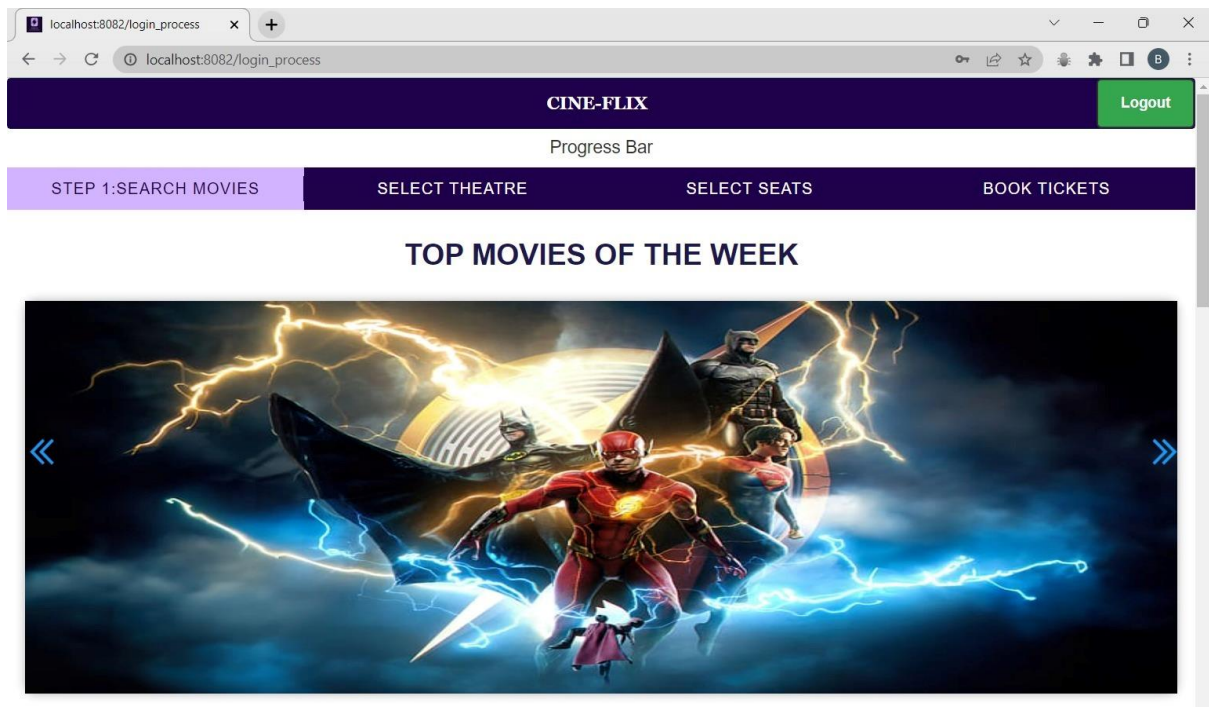 localhost:8082/login_process
localhost:8082/login_process
B
CINE-FLIX
Logout
Progress Bar
STEP 1:SEARCH MOVIES SELECT THEATRE SELECT SEATS BOOK TICKETS
TOP MOVIES OF THE WEEK